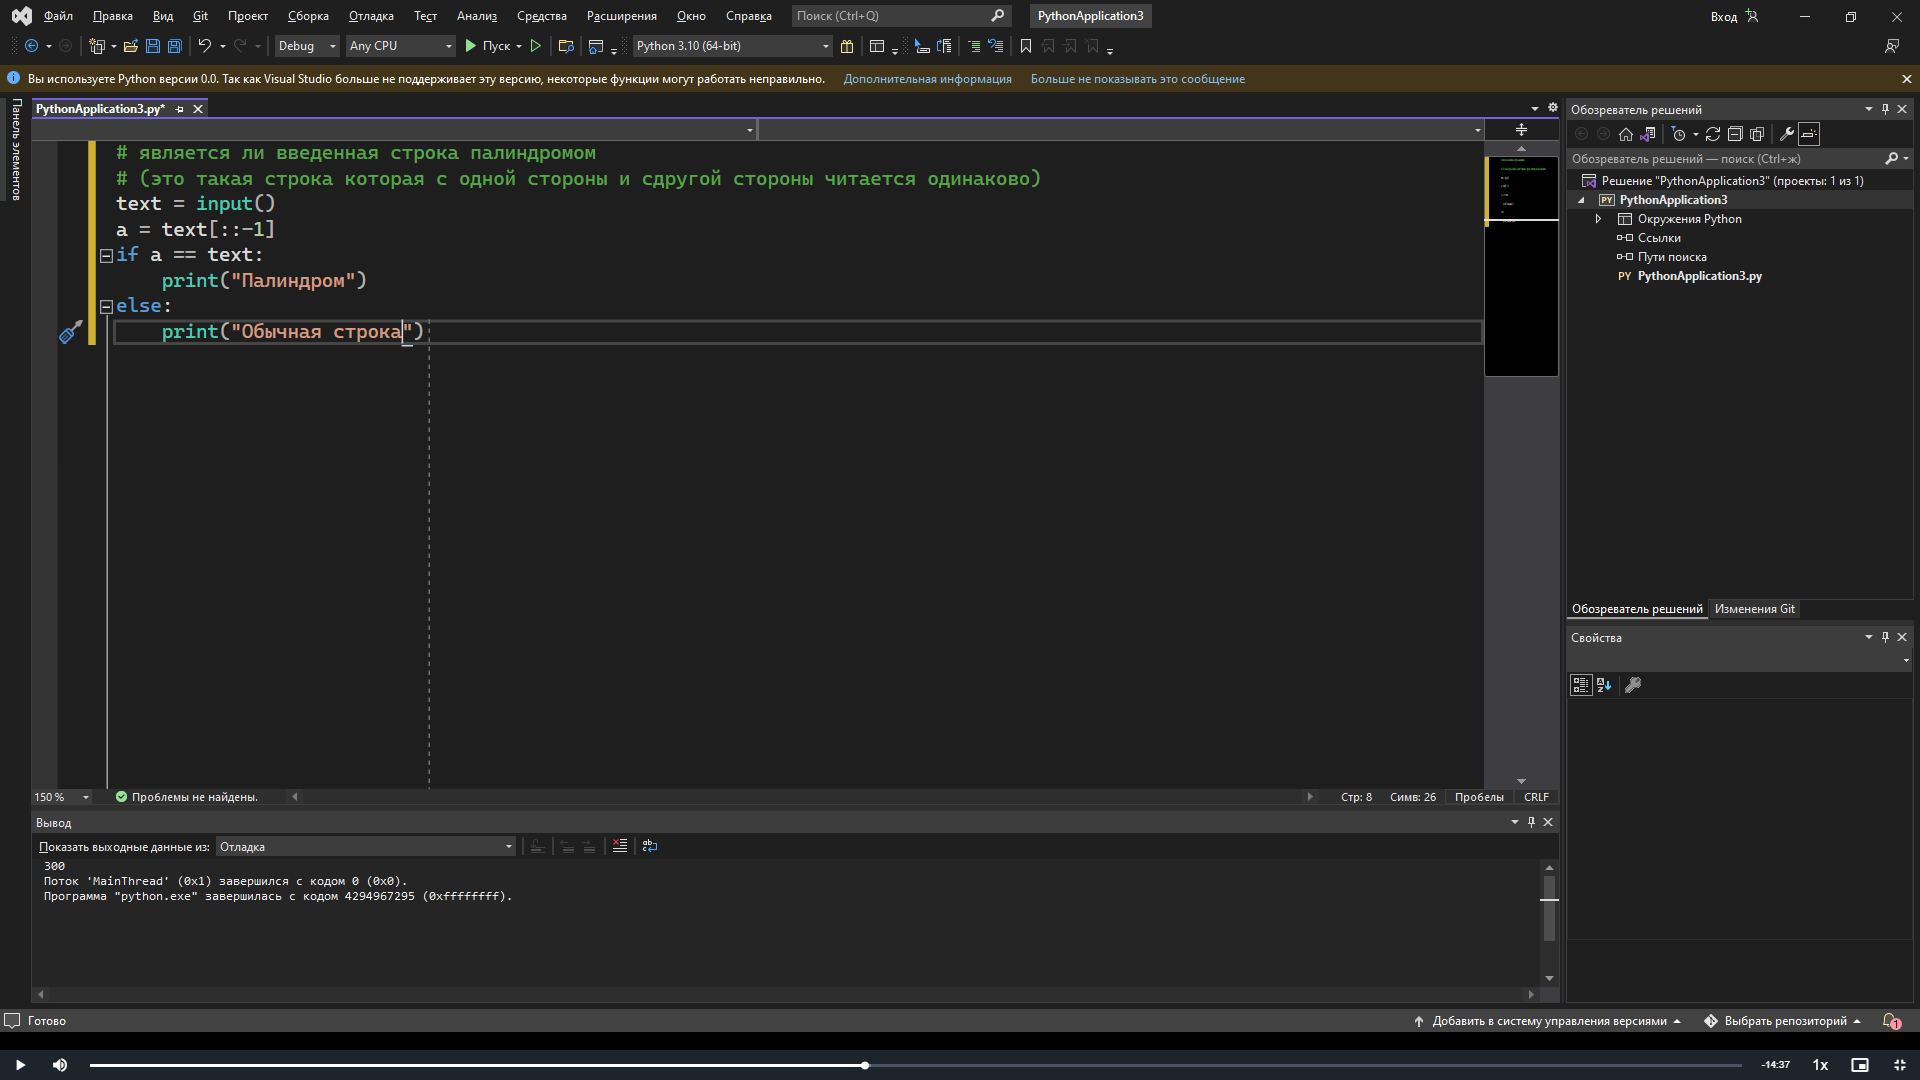 Файл Правка Вид Git Проект Сборка Отладка Тест Анализ Средства Расширения Окно Справка Поиск (Ctrl+Q) PythonApplication3 Вход
Debug Any CPU Пуск Python 3.10 (64-bit)
Вы используете Python версии 0.0. Так как Visual Studio больше не поддерживает эту версию, некоторые функции могут работать неправильно. Дополнительная информация Больше не показывать это сообщение
Панель элементов
PythonApplication3.py*
# является ли введенная строка палиндромом
# (это такая строка которая с одной стороны и сдругой стороны читается одинаково)
text = input()
a = text[::-1]
if a == text:
    print("Палиндром")
else:
    print("Обычная строка")
150 % Проблемы не найдены. Стр: 8 Симв: 26 Пробелы CRLF
Вывод
Показать выходные данные из: Отладка
300
Поток 'MainThread' (0x1) завершился с кодом 0 (0x0).
Программа "python.exe" завершилась с кодом 4294967295 (0xffffffff).
Обозреватель решений
Обозреватель решений — поиск (Ctrl+ж)
Решение "PythonApplication3" (проекты: 1 из 1)
PY PythonApplication3
Окружения Python
Ссылки
Пути поиска
PY PythonApplication3.py
Обозреватель решений Изменения Git
Свойства
Готово Добавить в систему управления версиями Выбрать репозиторий 1
-14:37 1x